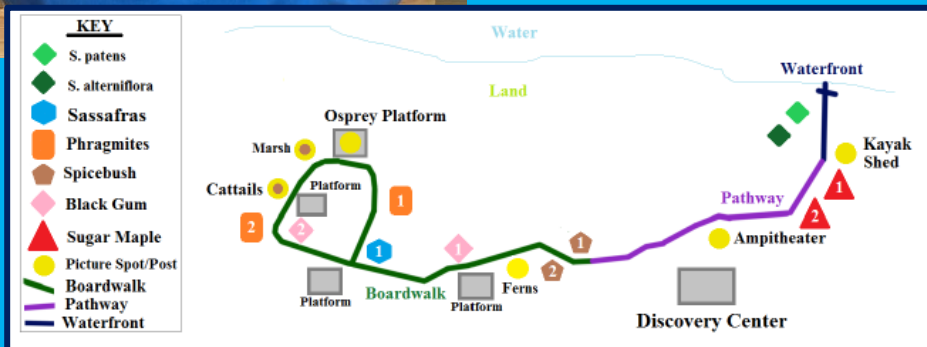 KEY
S. patens
S. alterniflora
Sassafras
Phragmites
Spicebush
Black Gum
Sugar Maple
Picture Spot/Post
Boardwalk
Pathway
Waterfront
Water
Land
Waterfront
Osprey Platform
Marsh
Cattails
Platform
1
2
2
1
Platform
Boardwalk
1
Platform
Ferns
1
2
Pathway
Kayak
Shed
1
2
Ampitheater
Discovery Center